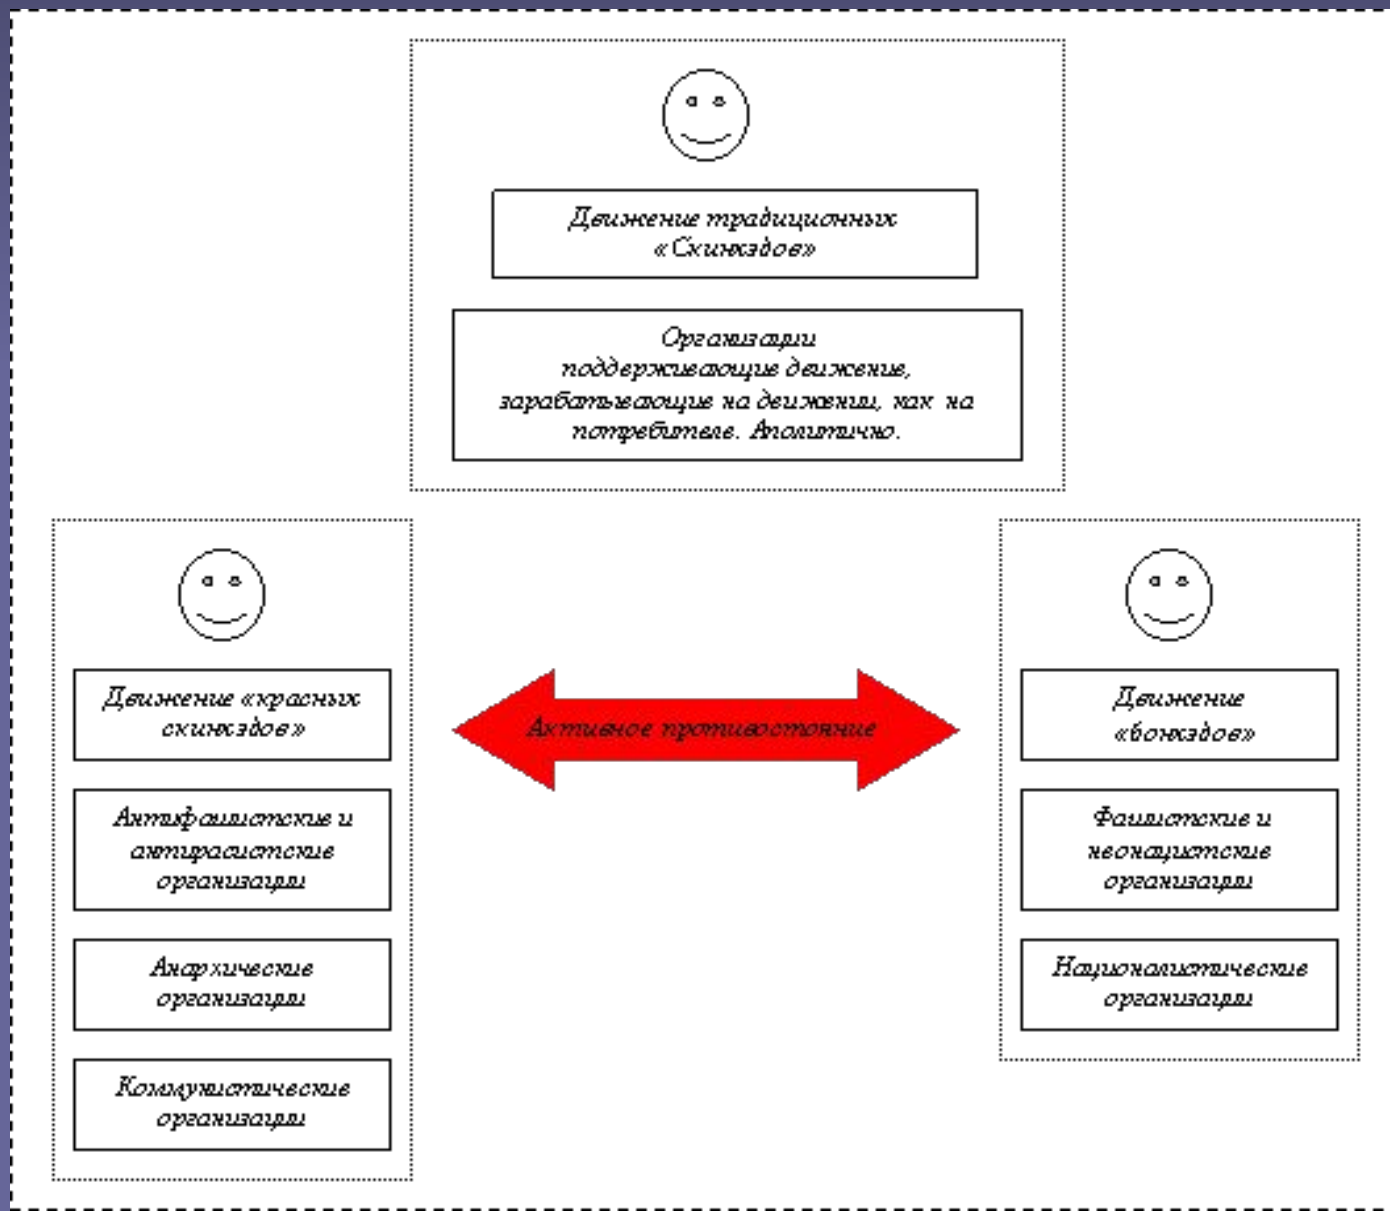 Движение традиционных
«Скинхэдов»
Организации
поддерживающие движение,
зарабатывающие на движении, как на
потребителе. Аполитично.
Движение «красных
скинхэдов»
Антифашистские и
антирасистские
организации
Анархические
организации
Коммунистические
организации
Активное противостояние
Движение
«бонхэдов»
Фашистские и
неонацистские
организации
Националистические
организации